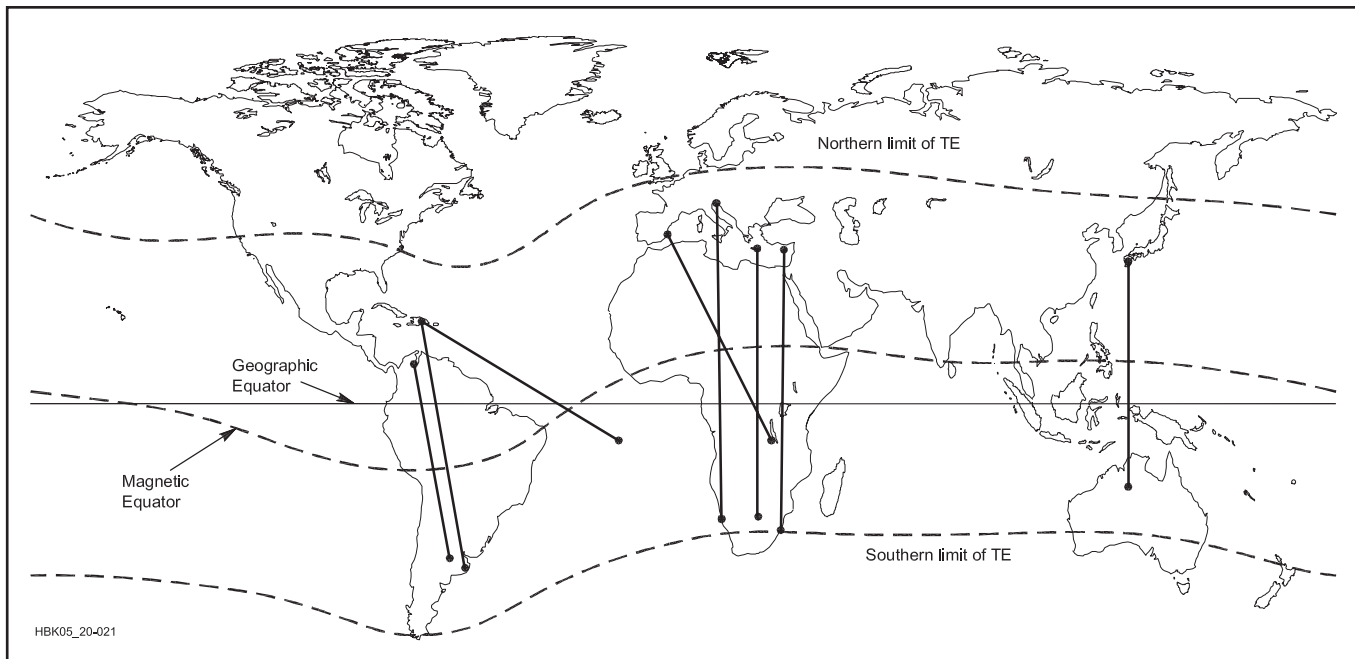 Northern limit of TE
Geographic
Equator
Magnetic
Equator
Southern limit of TE
HBK05_20-021